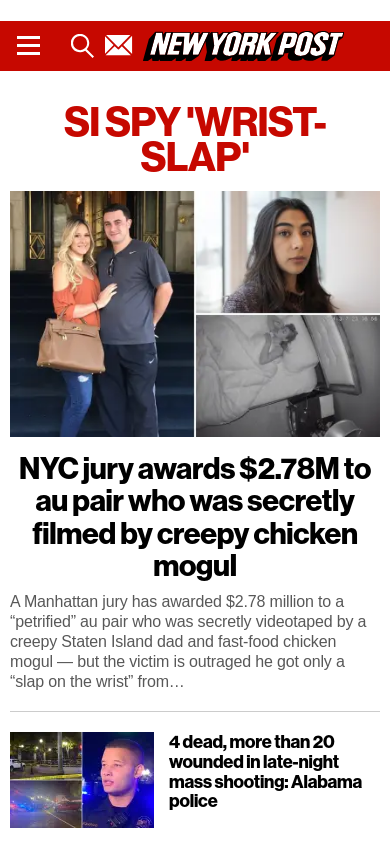 NEW YORK POST
SI SPY 'WRIST-
SLAP'
NYC jury awards $2.78M to
au pair who was secretly
filmed by creepy chicken
mogul
A Manhattan jury has awarded $2.78 million to a
“petrified” au pair who was secretly videotaped by a
creepy Staten Island dad and fast-food chicken
mogul — but the victim is outraged he got only a
“slap on the wrist” from…
4 dead, more than 20
wounded in late-night
mass shooting: Alabama
police